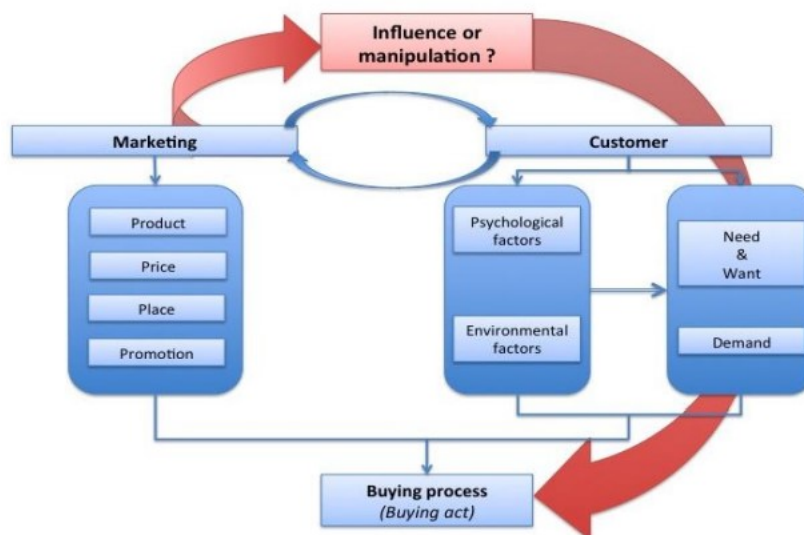 Influence or
manipulation ?
Marketing
Customer
Product
Price
Place
Promotion
Psychological
factors
Environmental
factors
Need
&
Want
Demand
Buying process
(Buying act)